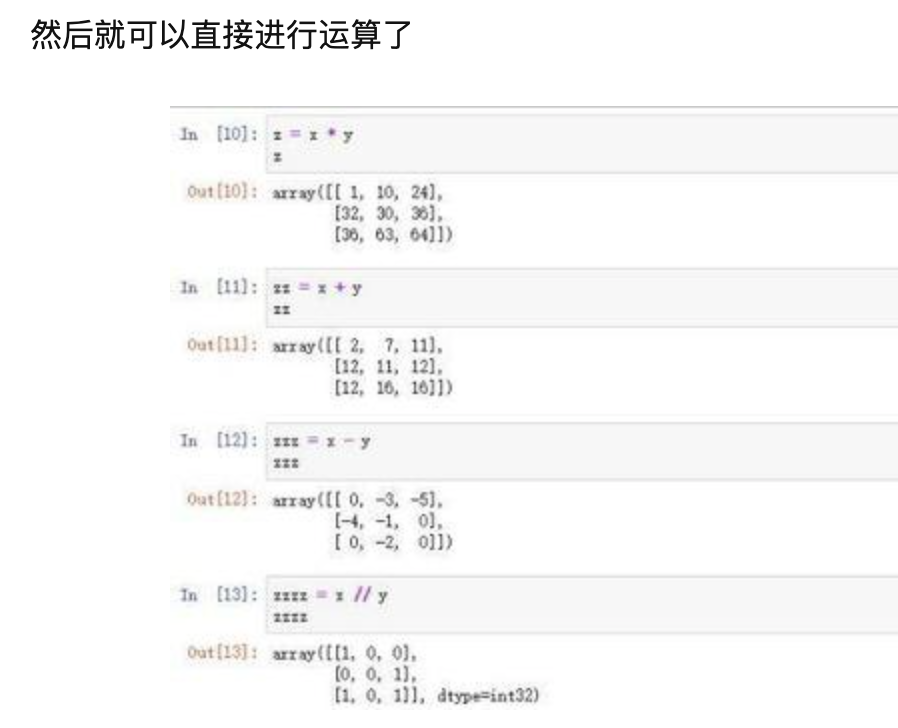 然后就可以直接进行运算了
In [10]: z = x * y
z
Out[10]: array([[ 1, 10, 24],
[32, 30, 36],
[36, 63, 64]])
In [11]: zz = x + y
zz
Out[11]: array([[ 2, 7, 11],
[12, 11, 12],
[12, 16, 16]])
In [12]: zzz = x - y
zzz
Out[12]: array([[ 0, -3, -5],
[-4, -1, 0],
[ 0, -2, 0]])
In [13]: zzzz = x // y
zzzz
Out[13]: array([[1, 0, 0],
[0, 0, 1],
[1, 0, 1]], dtype=int32)